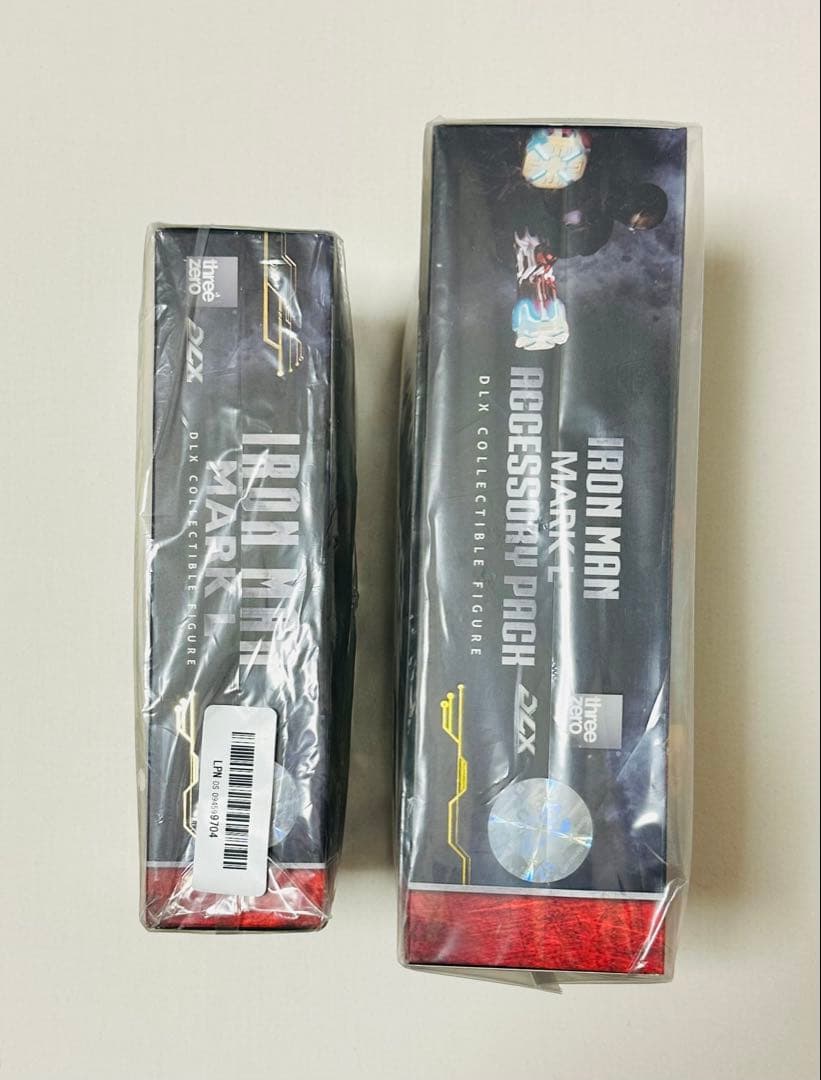 three
zero
DLX
IRON MAN
MARK L
DLX COLLECTIBLE FIGURE
LPN
9704
IRON MAN
MARK L
ACCESSORY PACK
DLX COLLECTIBLE FIGURE
three
zero
DLX